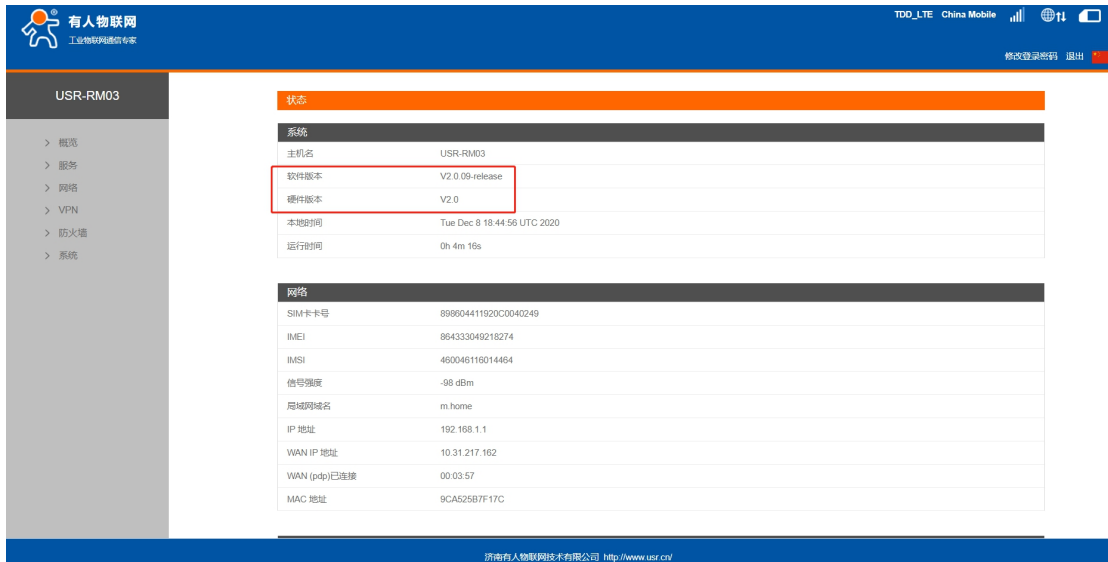 有人物联网
工业物联网通信专家
TDD_LTE China Mobile
修改登录密码 退出
USR-RM03
概览
服务
网络
VPN
防火墙
系统
状态
系统
主机名 USR-RM03
软件版本 V2.0.09-release
硬件版本 V2.0
本地时间 Tue Dec 8 18:44:56 UTC 2020
运行时间 0h 4m 16s
网络
SIM卡卡号 898604411920C0040249
IMEI 864333049218274
IMSI 460046116014464
信号强度 -98 dBm
局域网域名 m.home
IP 地址 192.168.1.1
WAN IP 地址 10.31.217.162
WAN (pdp)已连接 00:03:57
MAC 地址 9CA525B7F17C
济南有人物联网技术有限公司 http://www.usr.cn/